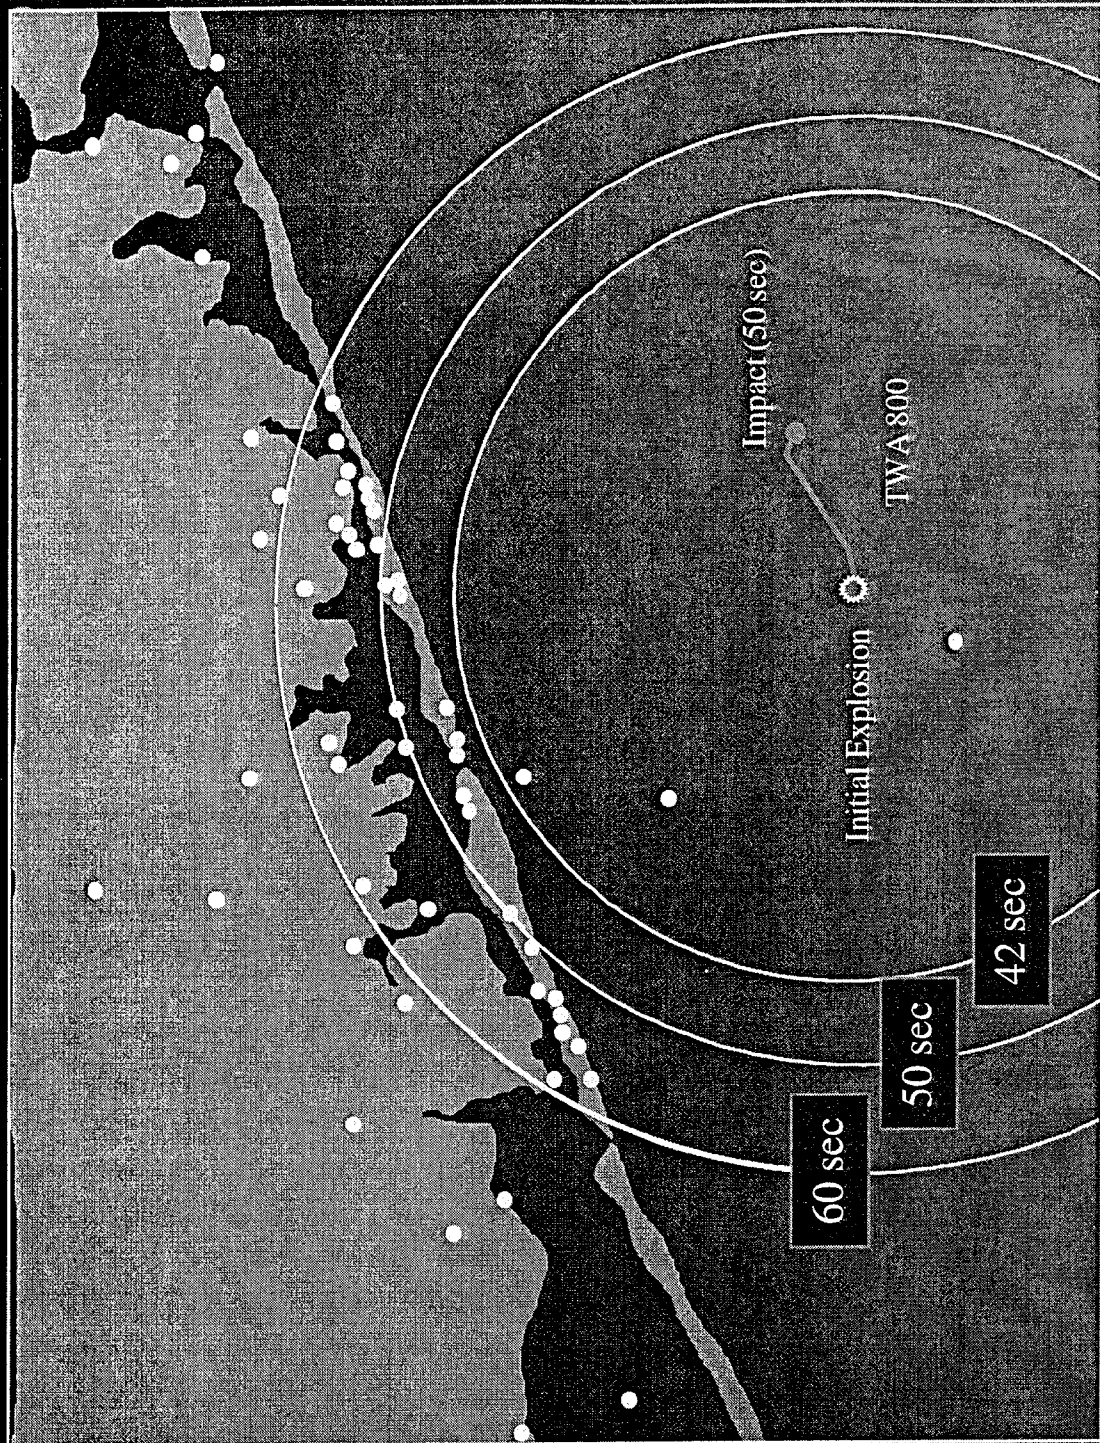 Impact (50 sec)
TWA 800
Initial Explosion
42 sec
50 sec
60 sec